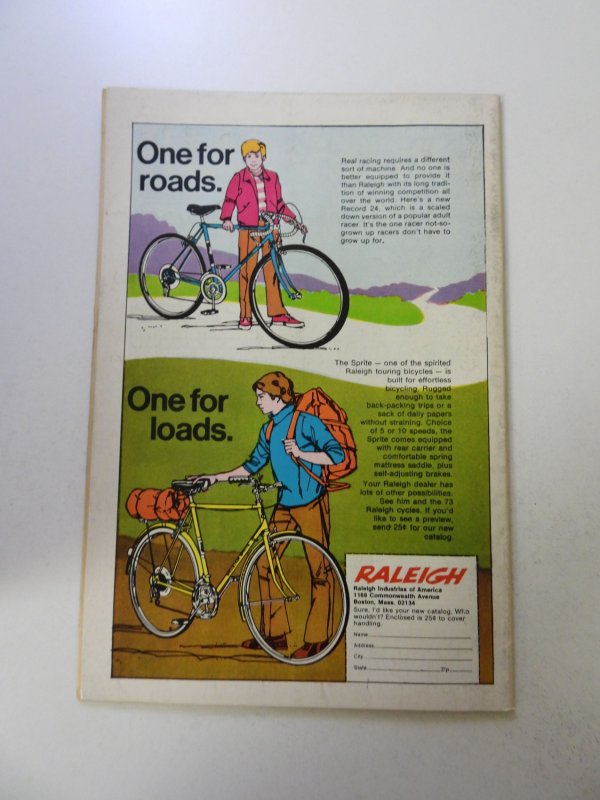 One for
roads.
Real racing requires a different
sort of machine. And no one is
better equipped to provide it
than Raleigh with its long tradi-
tion of winning competition all
over the world. Here's a new
Record 24, which is a scaled
down version of a popular adult
racer. It's the one racer not-so-
grown up racers don't have to
grow up for.
The Sprite — one of the spirited
Raleigh touring bicycles — is
built for effortless
bicycling. Rugged
enough to take
back-packing trips or a
sack of daily papers
without straining. Choice
of 5 or 10 speeds, the
Sprite comes equipped
with rear carrier and
comfortable spring
mattress saddle, plus
self-adjusting brakes.
Your Raleigh dealer has
lots of other possibilities.
See him and the 73
Raleigh cycles. If you'd
like to see a preview,
send 25¢ for our new
catalog.
One for
loads.
RALEIGH
Raleigh Industries of America
1168 Commonwealth Avenue
Boston, Mass. 02134
Sure, I'd like your new catalog. Who
wouldn't? Enclosed is 25¢ to cover
handling.
Name
Address
City
State Zip